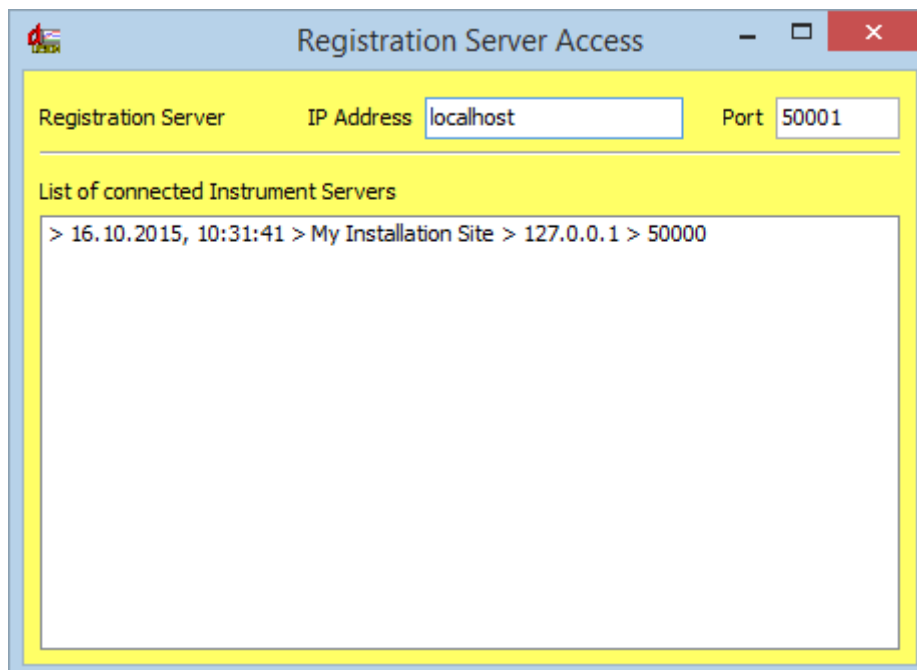 Registration Server Access
Registration Server IP Address localhost Port 50001
List of connected Instrument Servers
> 16.10.2015, 10:31:41 > My Installation Site > 127.0.0.1 > 50000